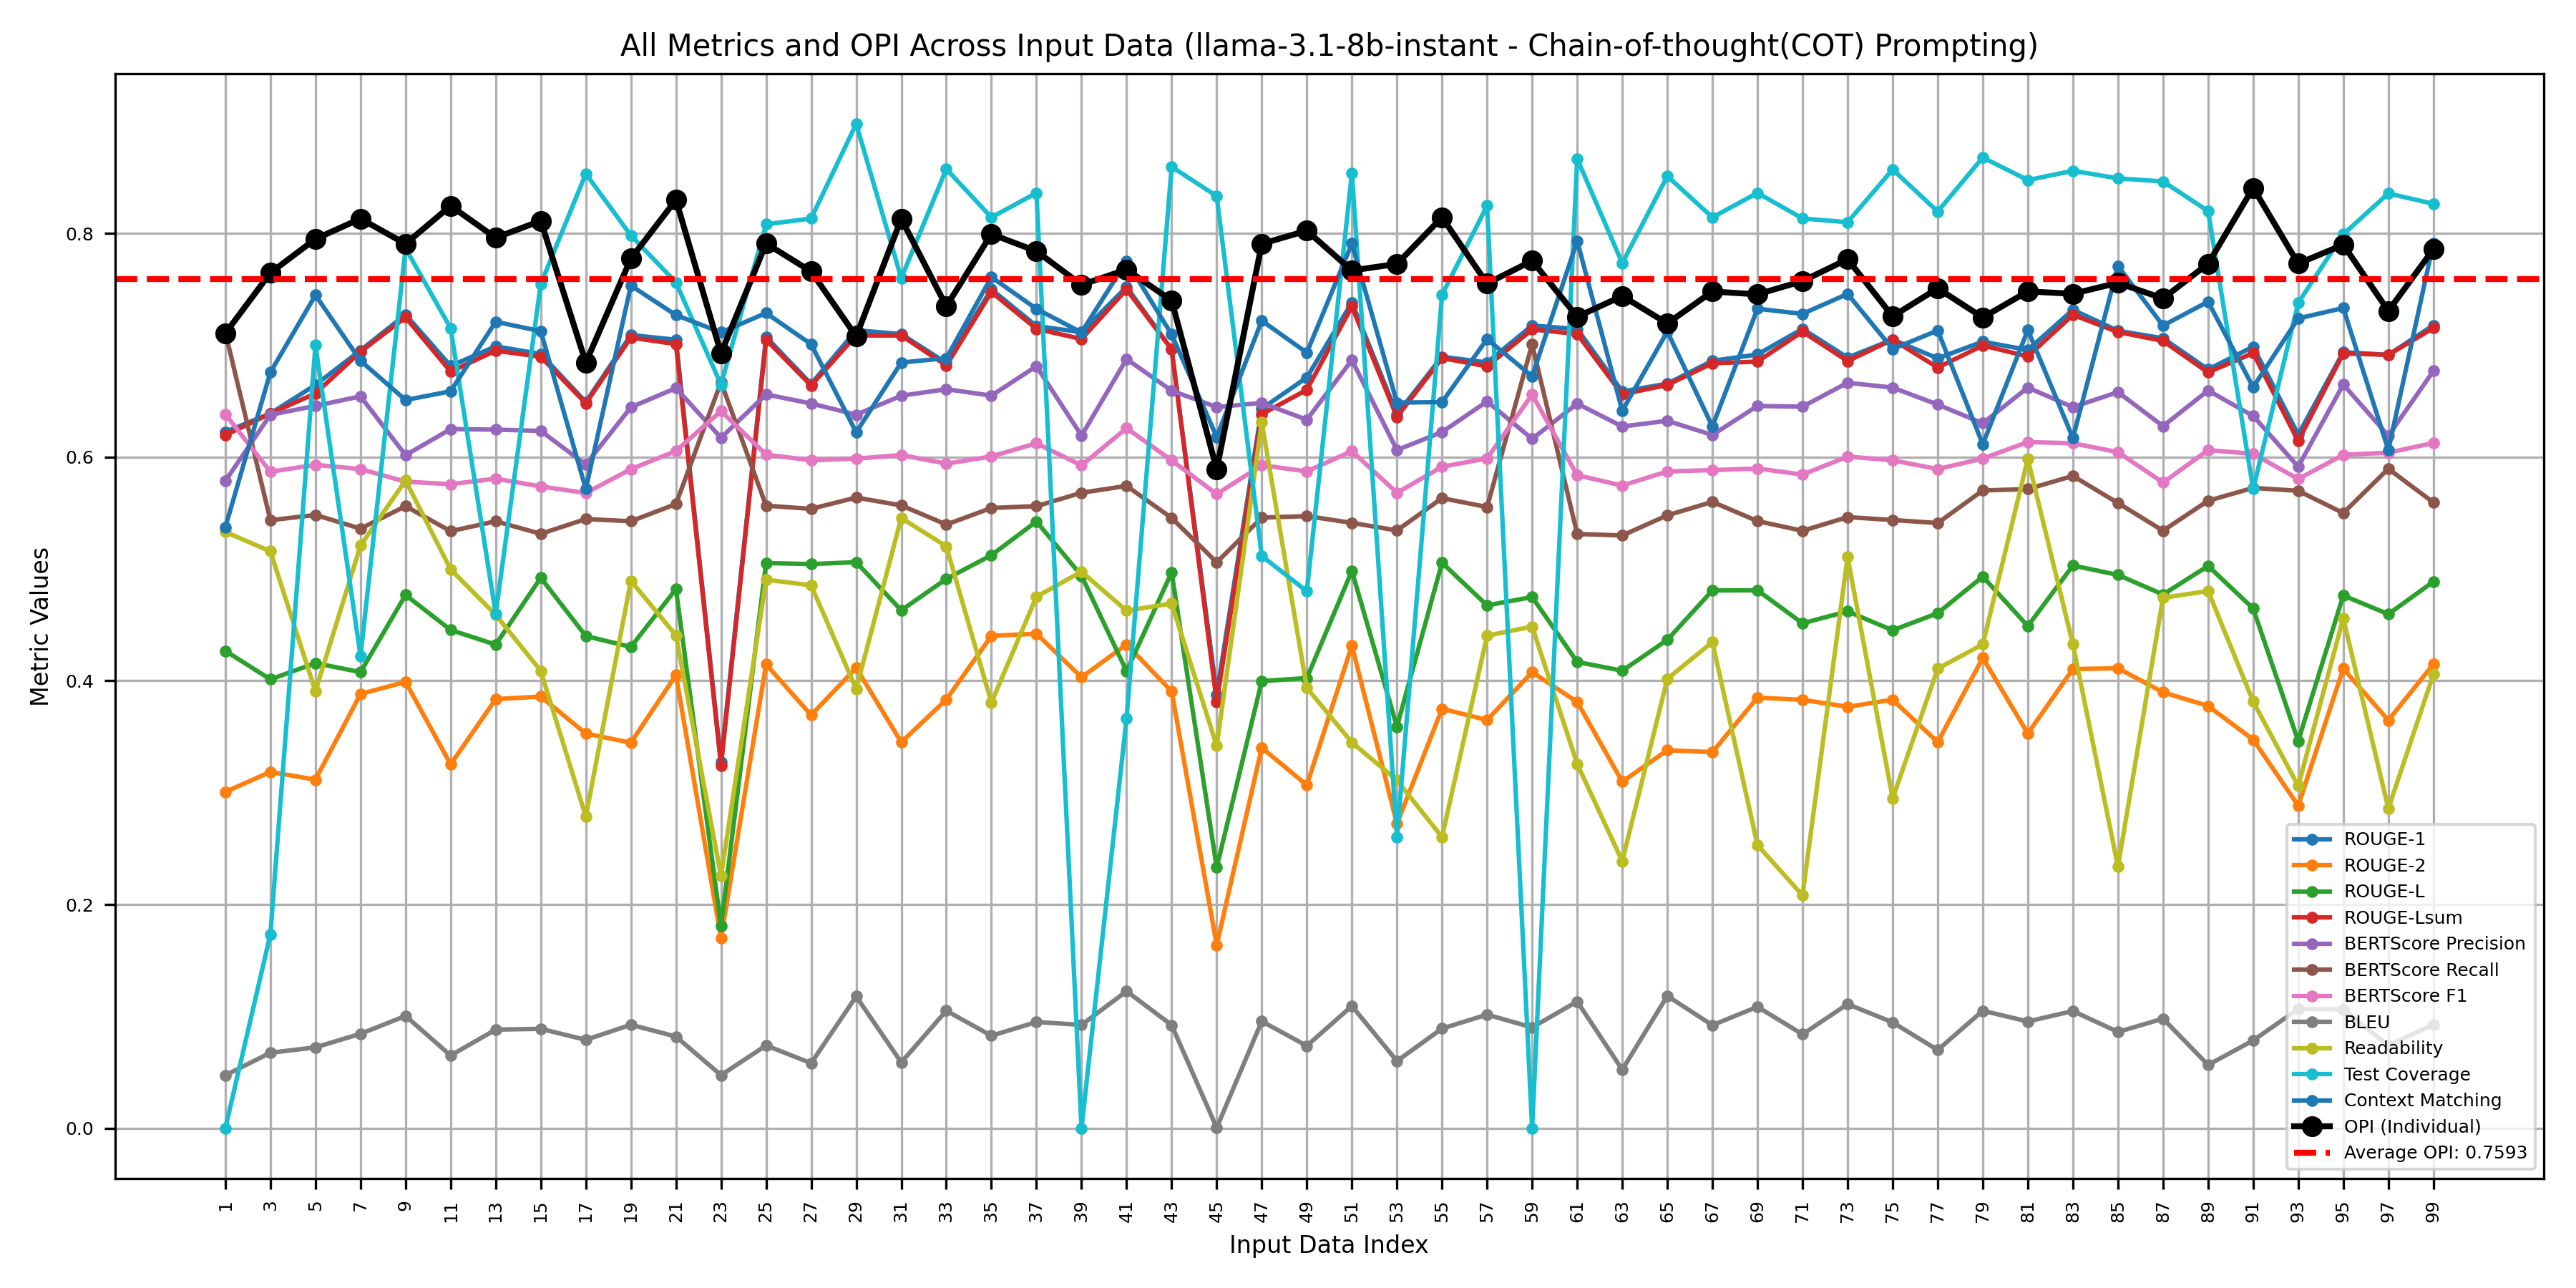 All Metrics and OPI Across Input Data (llama-3.1-8b-instant - Chain-of-thought(COT) Prompting)
Metric Values
0.8
0.6
0.4
0.2
0.0
ROUGE-1
ROUGE-2
ROUGE-L
ROUGE-Lsum
BERTScore Precision
BERTScore Recall
BERTScore F1
BLEU
Readability
Test Coverage
Context Matching
OPI (Individual)
Average OPI: 0.7593
1 3 5 7 9 11 13 15 17 19 21 23 25 27 29 31 33 35 37 39 41 43 45 47 49 51 53 55 57 59 61 63 65 67 69 71 73 75 77 79 81 83 85 87 89 91 93 95 97 99
Input Data Index